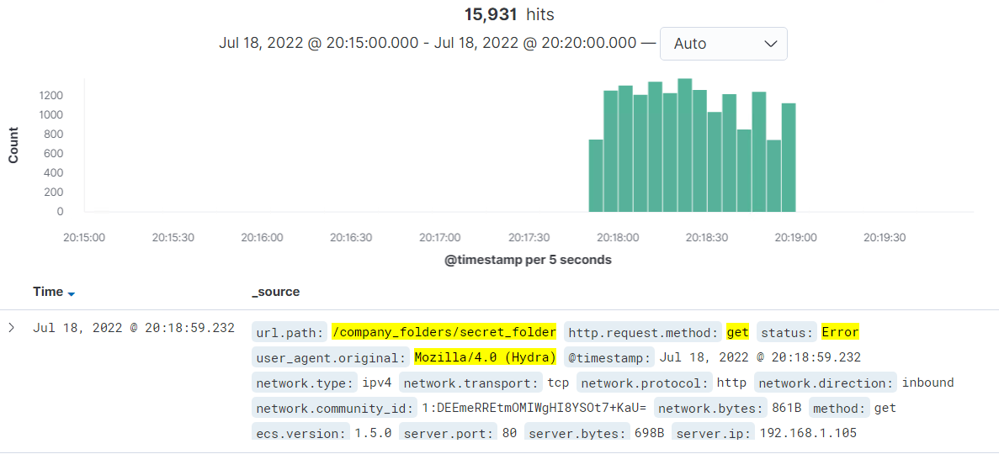 15,931 hits
Jul 18, 2022 @ 20:15:00.000 - Jul 18, 2022 @ 20:20:00.000 — Auto
Count
1200
1000
800
600
400
200
0
20:15:00 20:15:30 20:16:00 20:16:30 20:17:00 20:17:30 20:18:00 20:18:30 20:19:00 20:19:30
@timestamp per 5 seconds
Time _source
Jul 18, 2022 @ 20:18:59.232 url.path: /company_folders/secret_folder http.request.method: get status: Error
user_agent.original: Mozilla/4.0 (Hydra) @timestamp: Jul 18, 2022 @ 20:18:59.232
network.type: ipv4 network.transport: tcp network.protocol: http network.direction: inbound
network.community_id: 1:DEEmeRREtmOMIWgHI8YSOt7+KaU= network.bytes: 861B method: get
ecs.version: 1.5.0 server.port: 80 server.bytes: 698B server.ip: 192.168.1.105